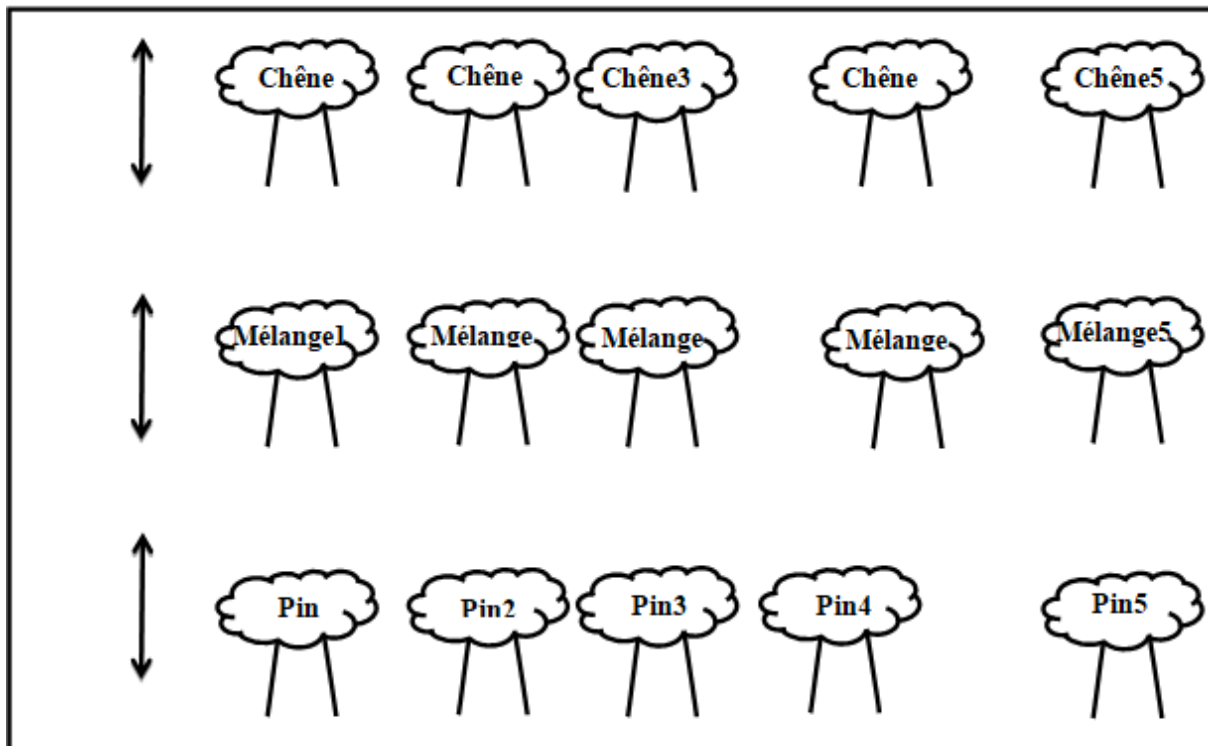 Chêne Chêne Chêne3 Chêne Chêne5
Mélange1 Mélange Mélange Mélange Mélange5
Pin Pin2 Pin3 Pin4 Pin5